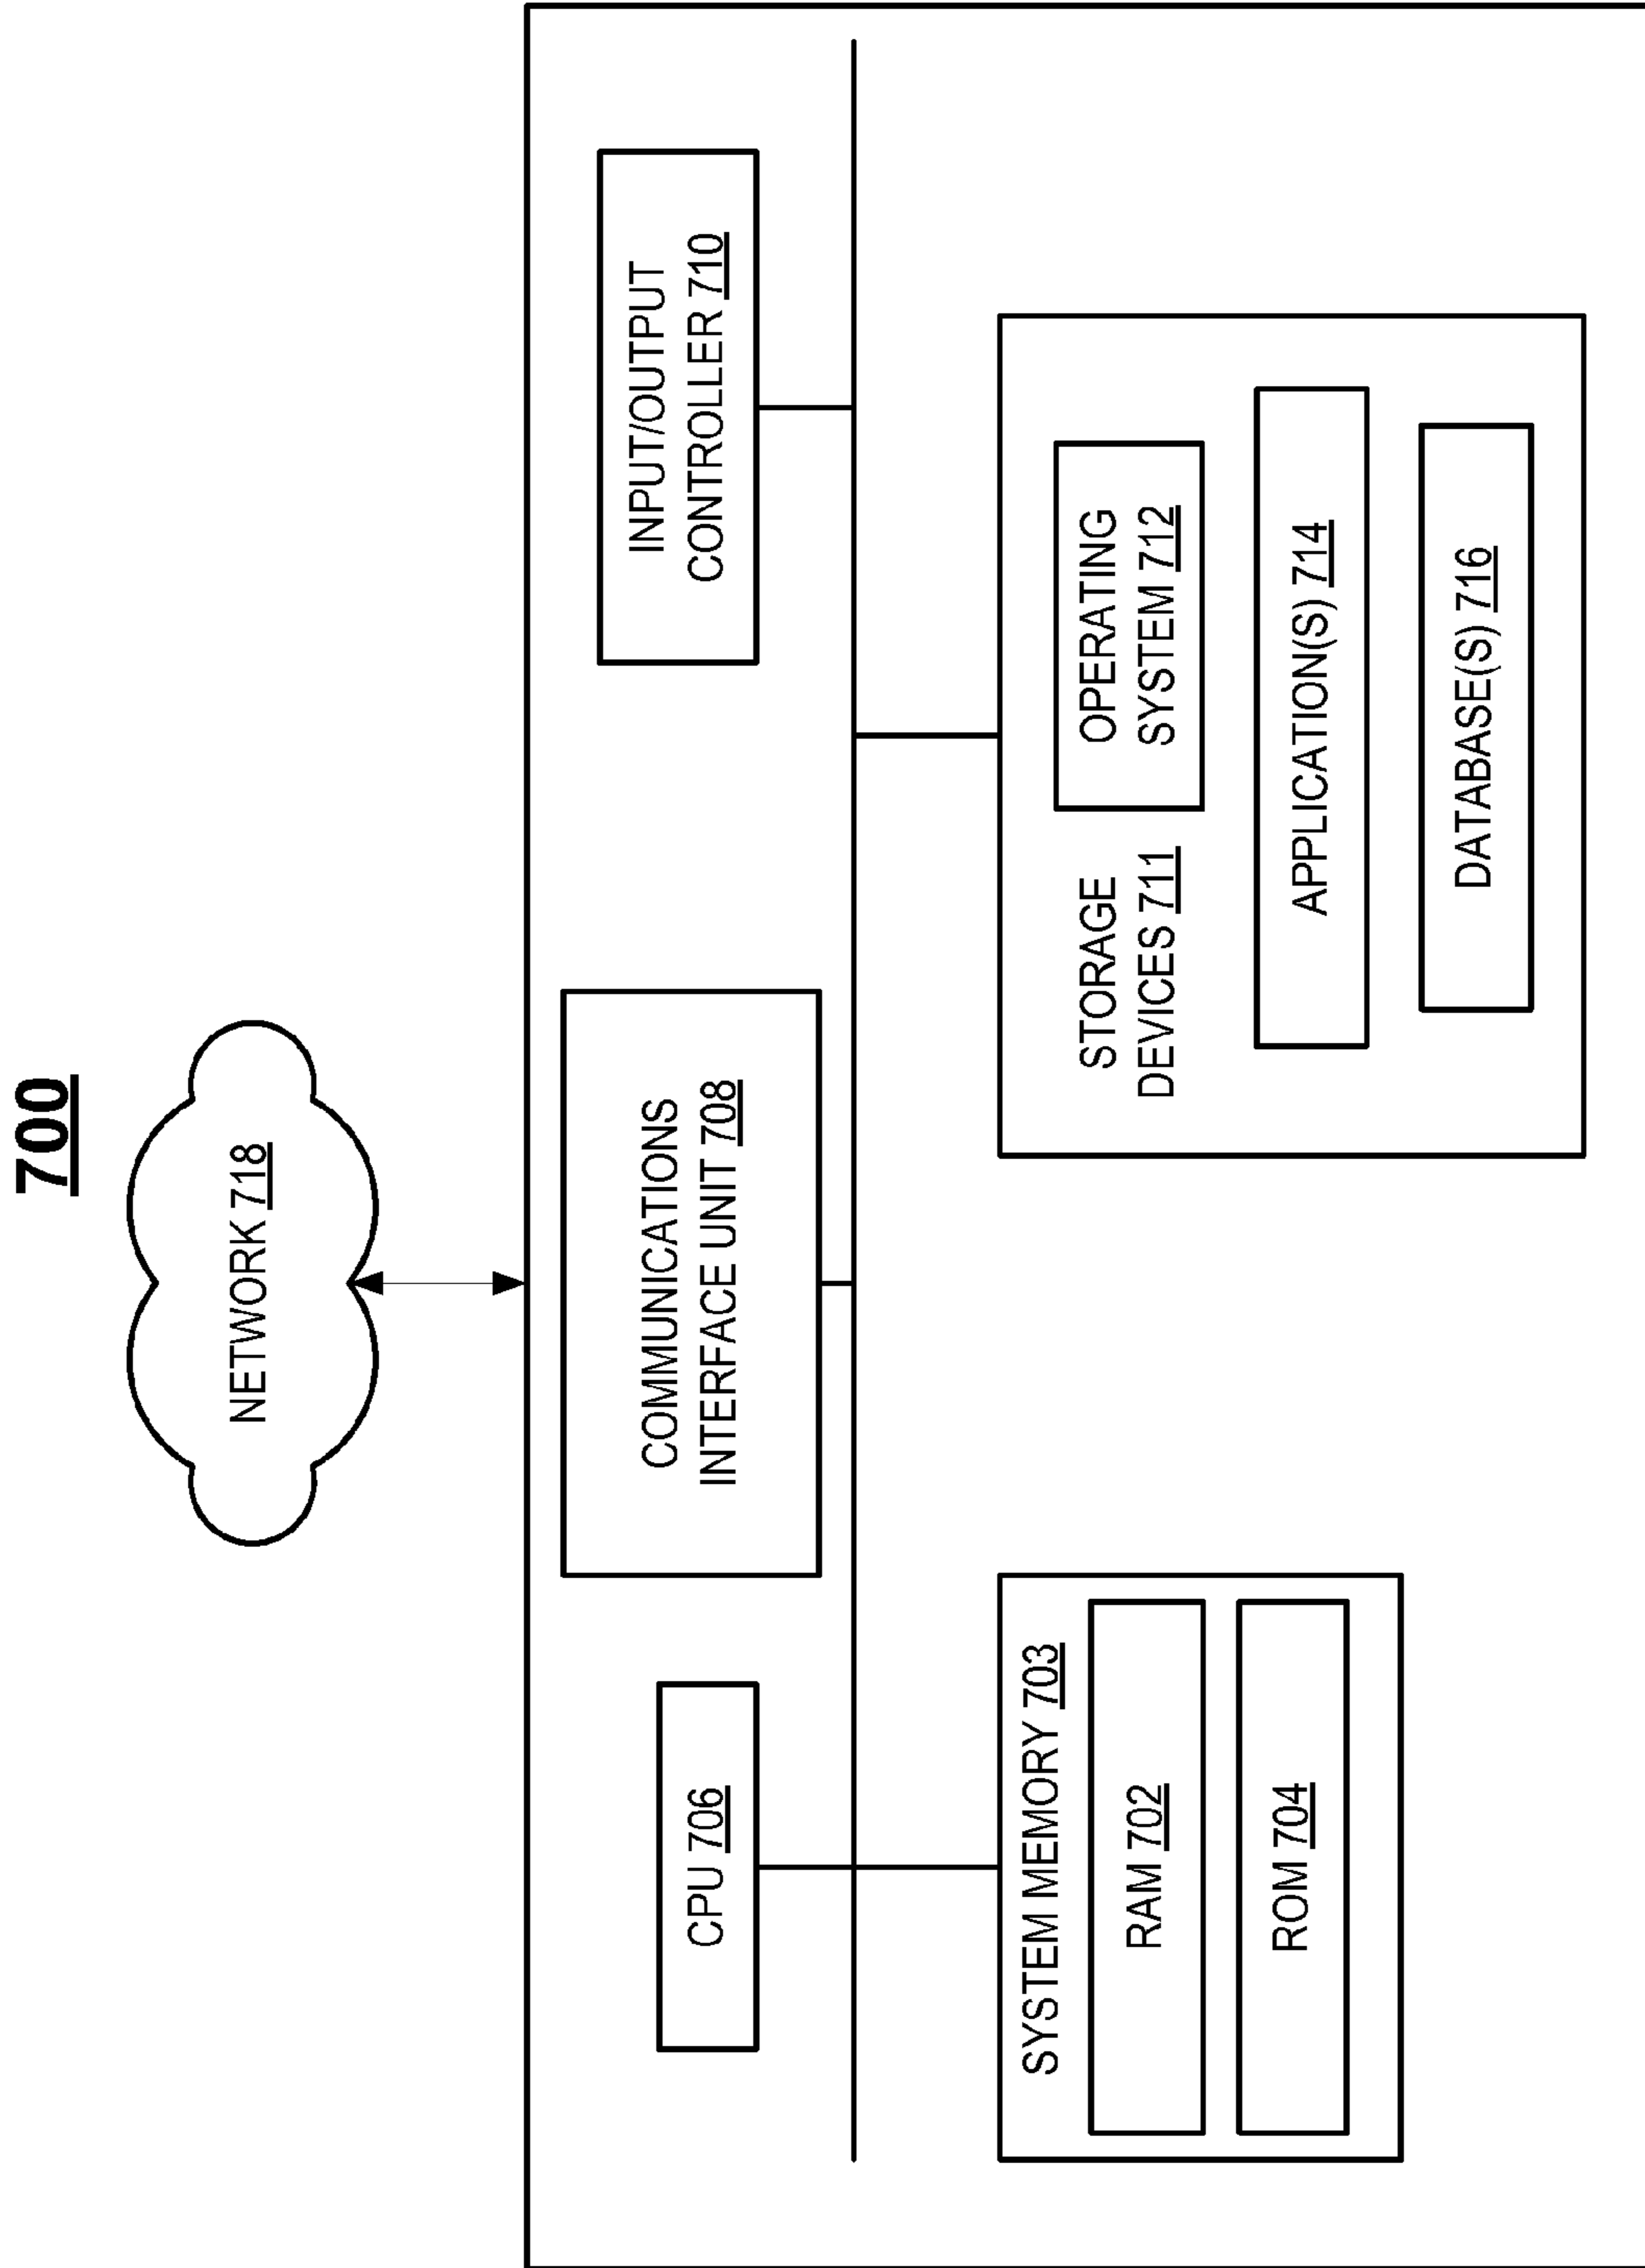 700
NETWORK 718
CPU 706
COMMUNICATIONS
INTERFACE UNIT 708
INPUT/OUTPUT
CONTROLLER 710
SYSTEM MEMORY 703
RAM 702
ROM 704
STORAGE
DEVICES 711
OPERATING
SYSTEM 712
APPLICATION(S) 714
DATABASE(S) 716